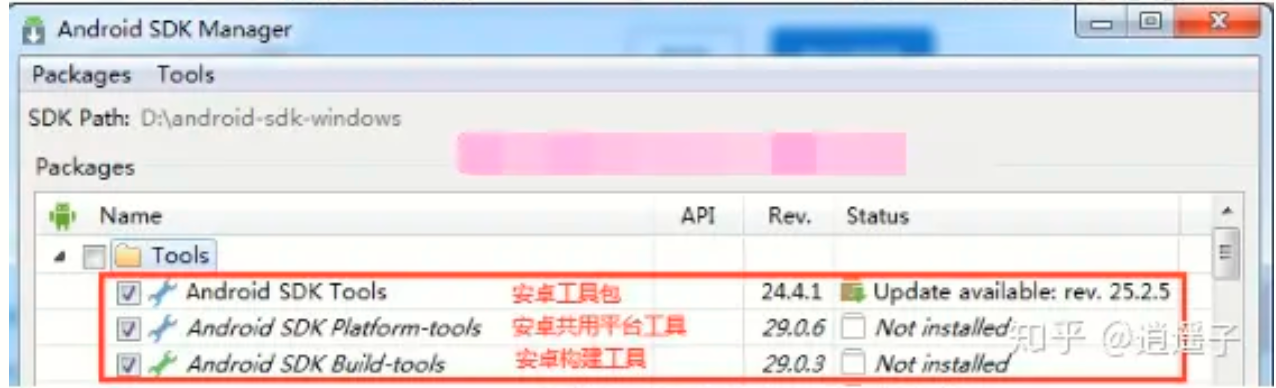 Android SDK Manager
Packages Tools
SDK Path: D:\android-sdk-windows
Packages
Name API Rev. Status
Tools
Android SDK Tools 安卓工具包 24.4.1 Update available: rev. 25.2.5
Android SDK Platform-tools 安卓共用平台工具 29.0.6 Not installed
Android SDK Build-tools 安卓构建工具 29.0.3 Not installed
知乎 @逍遥子